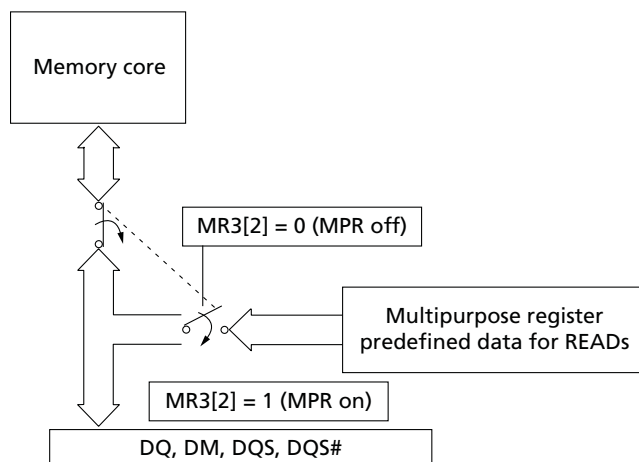 Memory core
MR3[2] = 0 (MPR off)
Multipurpose register
predefined data for READs
MR3[2] = 1 (MPR on)
DQ, DM, DQS, DQS#